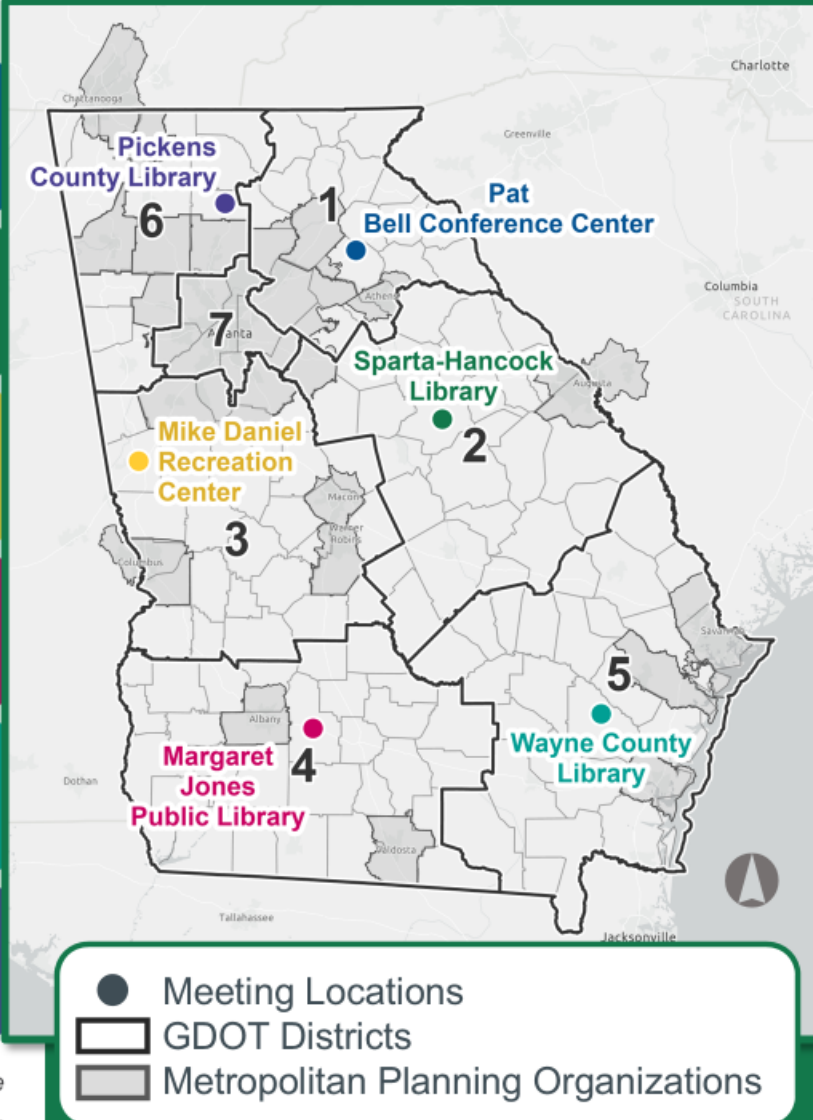 Charlotte
Chattanooga
Greenville
Pickens
County Library
1
Pat
Bell Conference Center
6
Columbia
SOUTH
CAROLINA
Athens
7
Atlanta
Sparta-Hancock
Library
Augusta
2
Mike Daniel
Recreation
Center
Macon
Warner
Robins
3
Columbus
Savannah
5
Albany
Wayne County
Library
Margaret
Jones
Public Library
4
Dothan
Valdosta
Tallahassee
Jacksonville
Meeting Locations
GDOT Districts
Metropolitan Planning Organizations
e